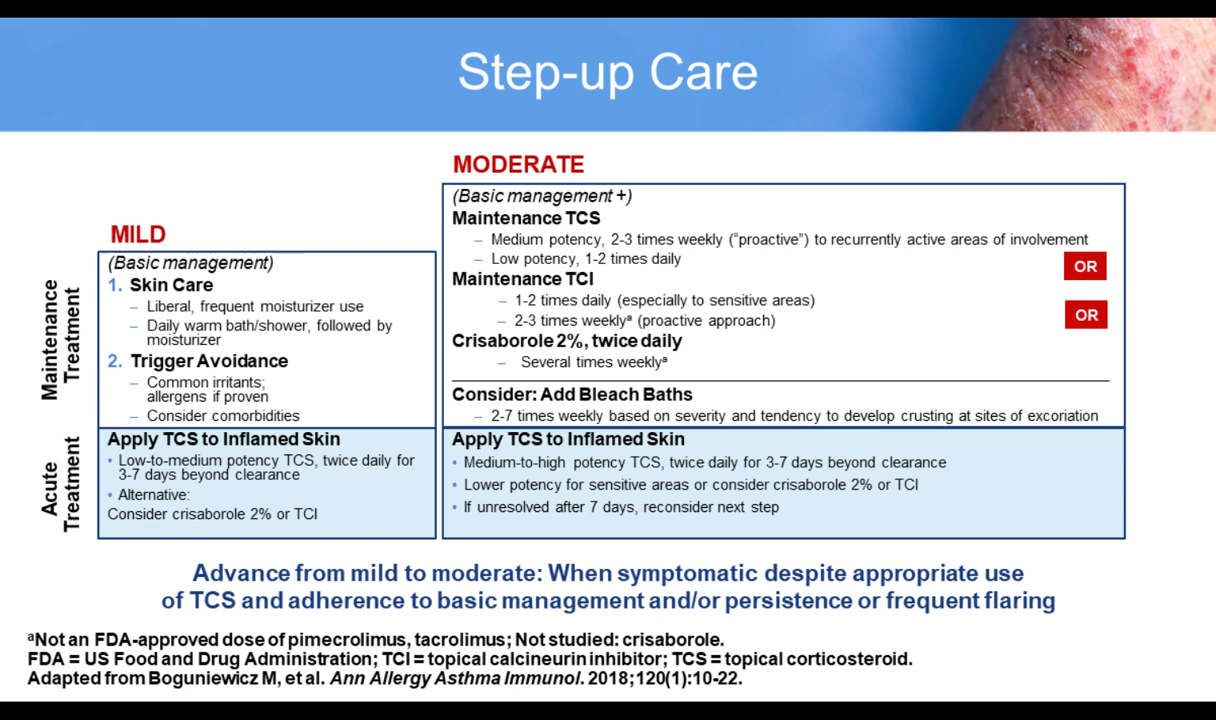 Step-up Care
MODERATE
(Basic management +)
Maintenance TCS
– Medium potency, 2-3 times weekly (“proactive”) to recurrently active areas of involvement
– Low potency, 1-2 times daily
OR
Maintenance TCI
– 1-2 times daily (especially to sensitive areas)
– 2-3 times weeklyᵃ (proactive approach)
OR
Crisaborole 2%, twice daily
– Several times weeklyᵃ
Consider: Add Bleach Baths
– 2-7 times weekly based on severity and tendency to develop crusting at sites of excoriation
MILD
(Basic management)
1. Skin Care
– Liberal, frequent moisturizer use
– Daily warm bath/shower, followed by
moisturizer
2. Trigger Avoidance
– Common irritants;
allergens if proven
– Consider comorbidities
Maintenance
Treatment
Acute
Treatment
Apply TCS to Inflamed Skin
• Low-to-medium potency TCS, twice daily for
3-7 days beyond clearance
• Alternative:
Consider crisaborole 2% or TCI
Apply TCS to Inflamed Skin
• Medium-to-high potency TCS, twice daily for 3-7 days beyond clearance
• Lower potency for sensitive areas or consider crisaborole 2% or TCI
• If unresolved after 7 days, reconsider next step
Advance from mild to moderate: When symptomatic despite appropriate use
of TCS and adherence to basic management and/or persistence or frequent flaring
ᵃNot an FDA-approved dose of pimecrolimus, tacrolimus; Not studied: crisaborole.
FDA = US Food and Drug Administration; TCI = topical calcineurin inhibitor; TCS = topical corticosteroid.
Adapted from Boguniewicz M, et al. Ann Allergy Asthma Immunol. 2018;120(1):10-22.